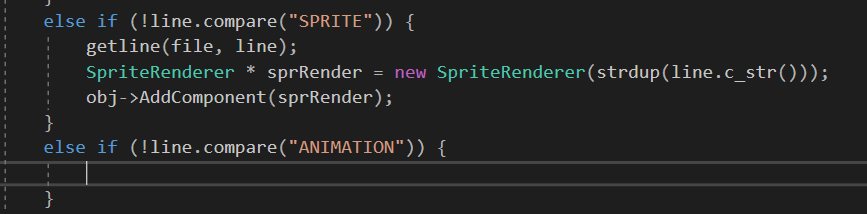 }
else if (!line.compare("SPRITE")) {
getline(file, line);
SpriteRenderer * sprRender = new SpriteRenderer(strdup(line.c_str()));
obj->AddComponent(sprRender);
}
else if (!line.compare("ANIMATION")) {
}